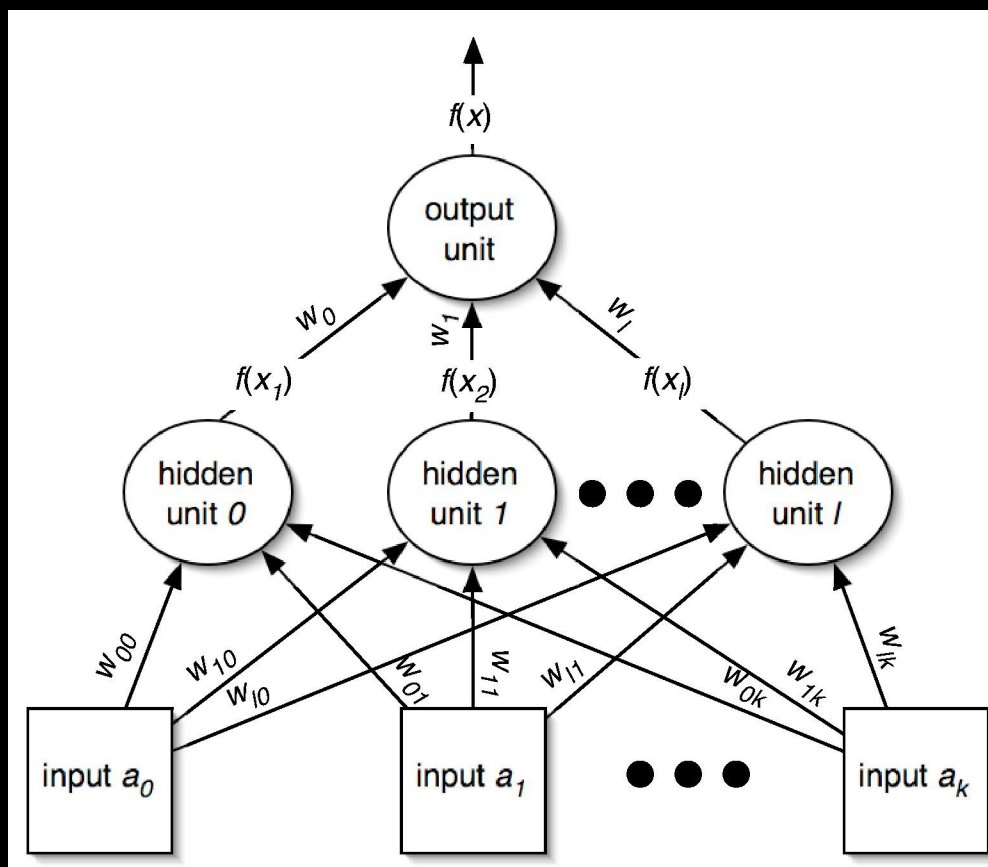 f(x)
output
unit
w0
w1
wl
f(x1)
f(x2)
f(xl)
hidden
unit 0
hidden
unit 1
hidden
unit l
w00
w10
wl0
w01
w11
wl1
w0k
w1k
wlk
input a0
input a1
input ak